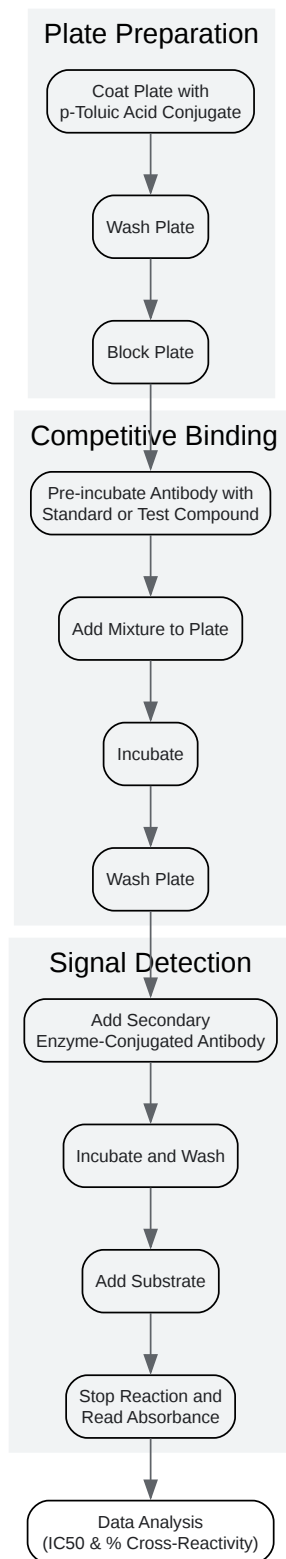 Plate Preparation
Coat Plate with
p-Toluic Acid Conjugate
Wash Plate
Block Plate
Competitive Binding
Pre-incubate Antibody with
Standard or Test Compound
Add Mixture to Plate
Incubate
Wash Plate
Signal Detection
Add Secondary
Enzyme-Conjugated Antibody
Incubate and Wash
Add Substrate
Stop Reaction and
Read Absorbance
Data Analysis
(IC50 & % Cross-Reactivity)